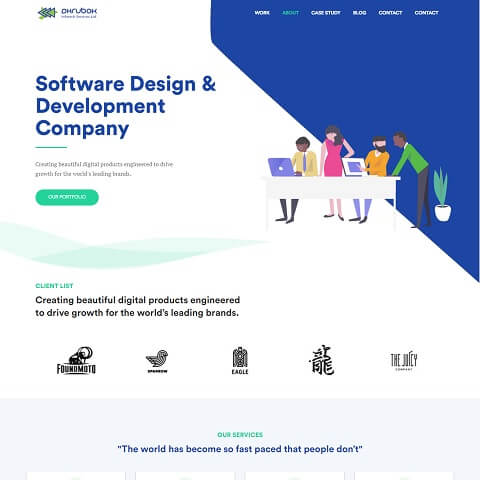 DHRUBOK
Infotech Services Ltd
WORK ABOUT CASE STUDY BLOG CONTACT CONTACT
Software Design &
Development
Company
Creating beautiful digital products engineered to drive
growth for the world's leading brands.
OUR PORTFOLIO
CLIENT LIST
Creating beautiful digital products engineered
to drive growth for the world's leading brands.
FOUNDMOTO
SPARROW
EAGLE
龍
THE JUICY
COMPANY
OUR SERVICES
"The world has become so fast paced that people don't"